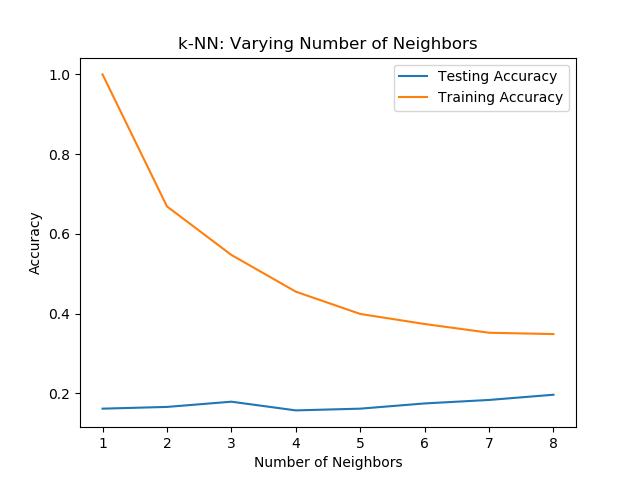 k-NN: Varying Number of Neighbors
Testing Accuracy
Training Accuracy
1.0
0.8
0.6
0.4
0.2
Accuracy
1 2 3 4 5 6 7 8
Number of Neighbors